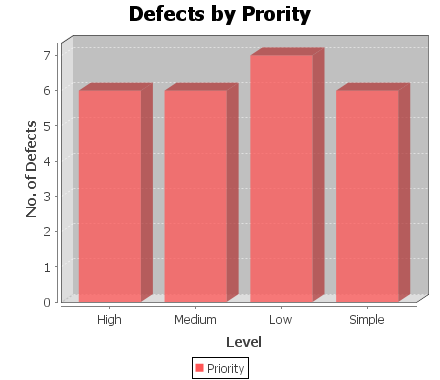 Defects by Prority
No. of Defects
7
6
5
4
3
2
1
0
High Medium Low Simple
Level
Priority